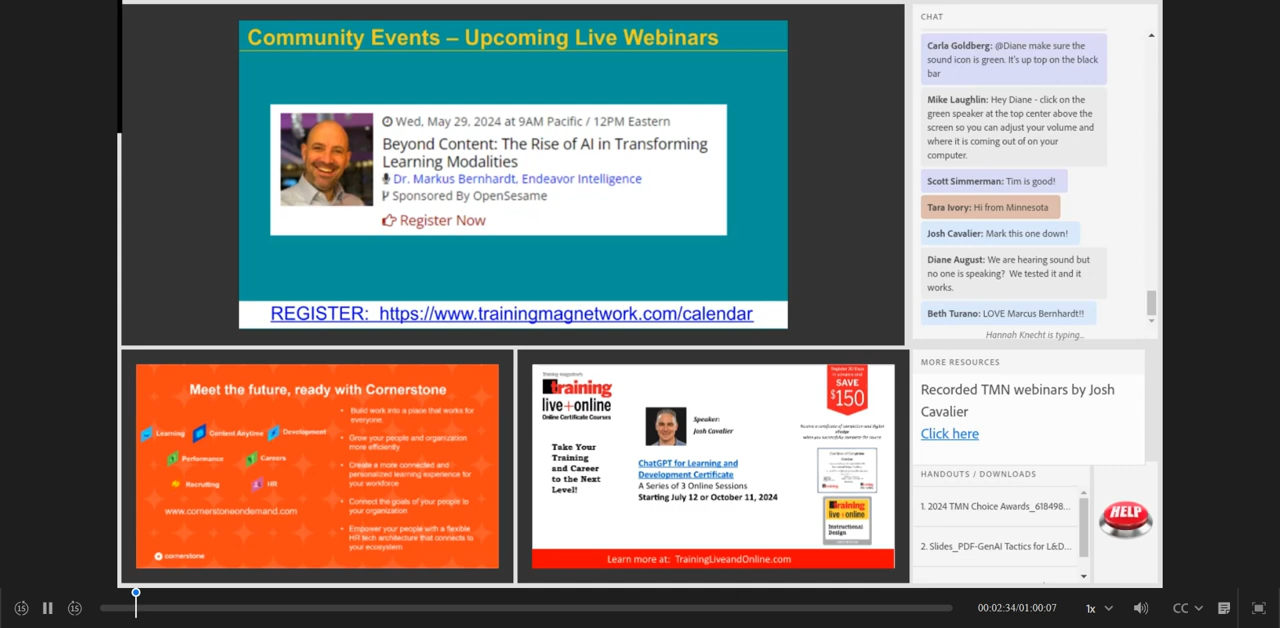 Community Events – Upcoming Live Webinars
Wed, May 29, 2024 at 9AM Pacific / 12PM Eastern
Beyond Content: The Rise of AI in Transforming
Learning Modalities
Dr. Markus Bernhardt, Endeavor Intelligence
Sponsored By OpenSesame
Register Now
REGISTER: https://www.trainingmagnetwork.com/calendar
Meet the future, ready with Cornerstone
Learning
Content Anytime
Development
Performance
Careers
Recruiting
HR
www.cornerstoneondemand.com
cornerstone
• Build work into a place that works for
everyone.
• Grow your people and organization
more efficiently
• Create a more connected and
personalized learning experience for
your workforce
• Connect the goals of your people to
your organization
• Empower your people with a flexible
HR tech architecture that connects to
your ecosystem
Training magazine's
training
live+online
Online Certificate Courses
Take Your
Training
and Career
to the Next
Level!
Speaker:
Josh Cavalier
ChatGPT for Learning and
Development Certificate
A Series of 3 Online Sessions
Starting July 12 or October 11, 2024
SAVE
$150
training
live+online
Instructional
Design
Learn more at: TrainingLiveandOnline.com
CHAT
Carla Goldberg: @Diane make sure the
sound icon is green. It's up top on the black
bar
Mike Laughlin: Hey Diane - click on the
green speaker at the top center above the
screen so you can adjust your volume and
where it is coming out of on your
computer.
Scott Simmerman: Tim is good!
Tara Ivory: Hi from Minnesota
Josh Cavalier: Mark this one down!
Diane August: We are hearing sound but
no one is speaking? We tested it and it
works.
Beth Turano: LOVE Marcus Bernhardt!!
Hannah Knecht is typing...
MORE RESOURCES
Recorded TMN webinars by Josh
Cavalier
Click here
HANDOUTS / DOWNLOADS
1. 2024 TMN Choice Awards_618498...
2. Slides_PDF-GenAI Tactics for L&D...
HELP
15
15
00:02:34/01:00:07
1x
CC